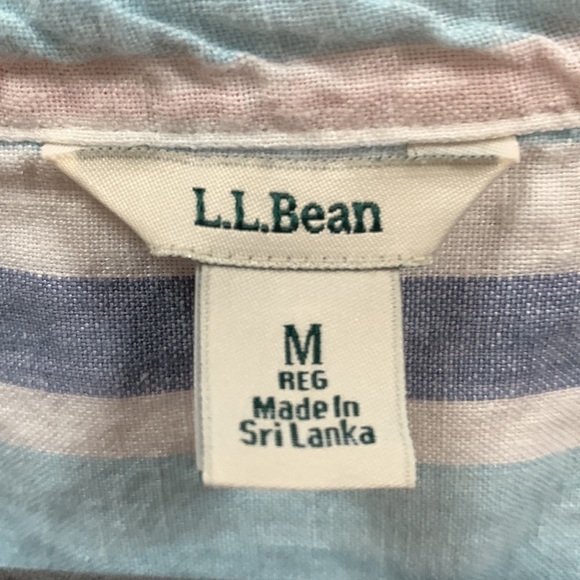 L.L.Bean
M
REG
Made In
Sri Lanka